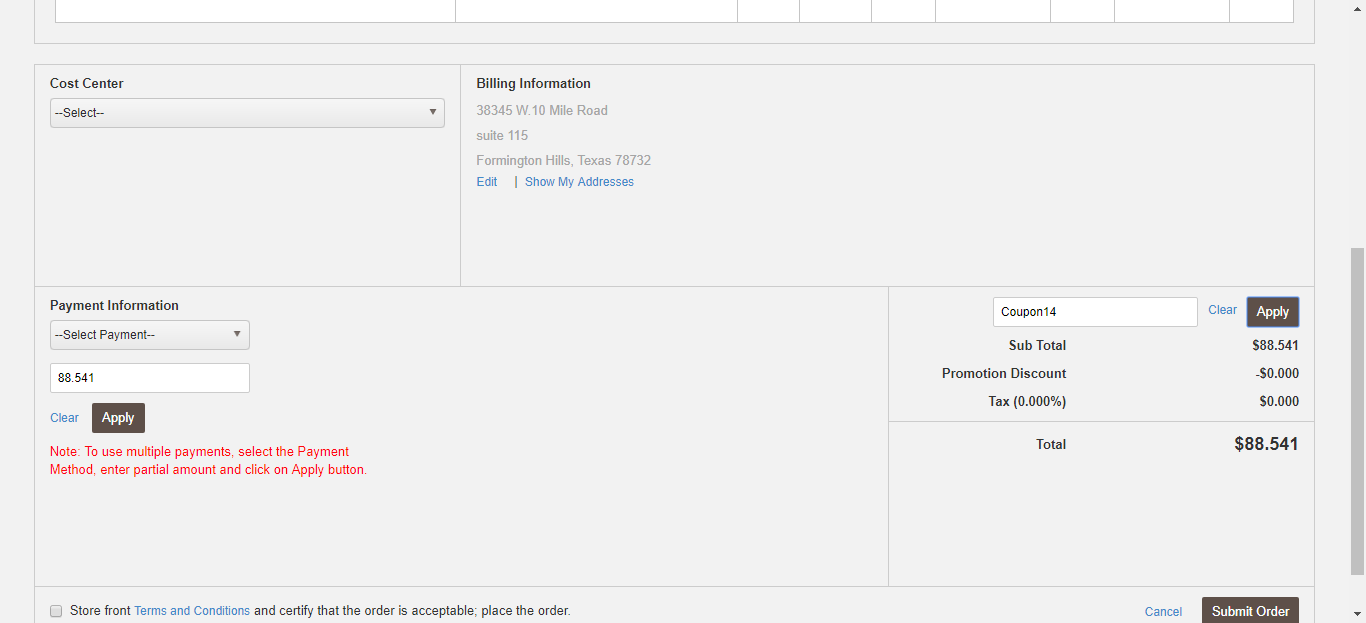 Cost Center
--Select--
Billing Information
38345 W.10 Mile Road
suite 115
Formington Hills, Texas 78732
Edit | Show My Addresses
Payment Information
--Select Payment--
88.541
Clear Apply
Note: To use multiple payments, select the Payment
Method, enter partial amount and click on Apply button.
Coupon14 Clear Apply
Sub Total $88.541
Promotion Discount -$0.000
Tax (0.000%) $0.000
Total $88.541
Store front Terms and Conditions and certify that the order is acceptable; place the order.
Cancel Submit Order